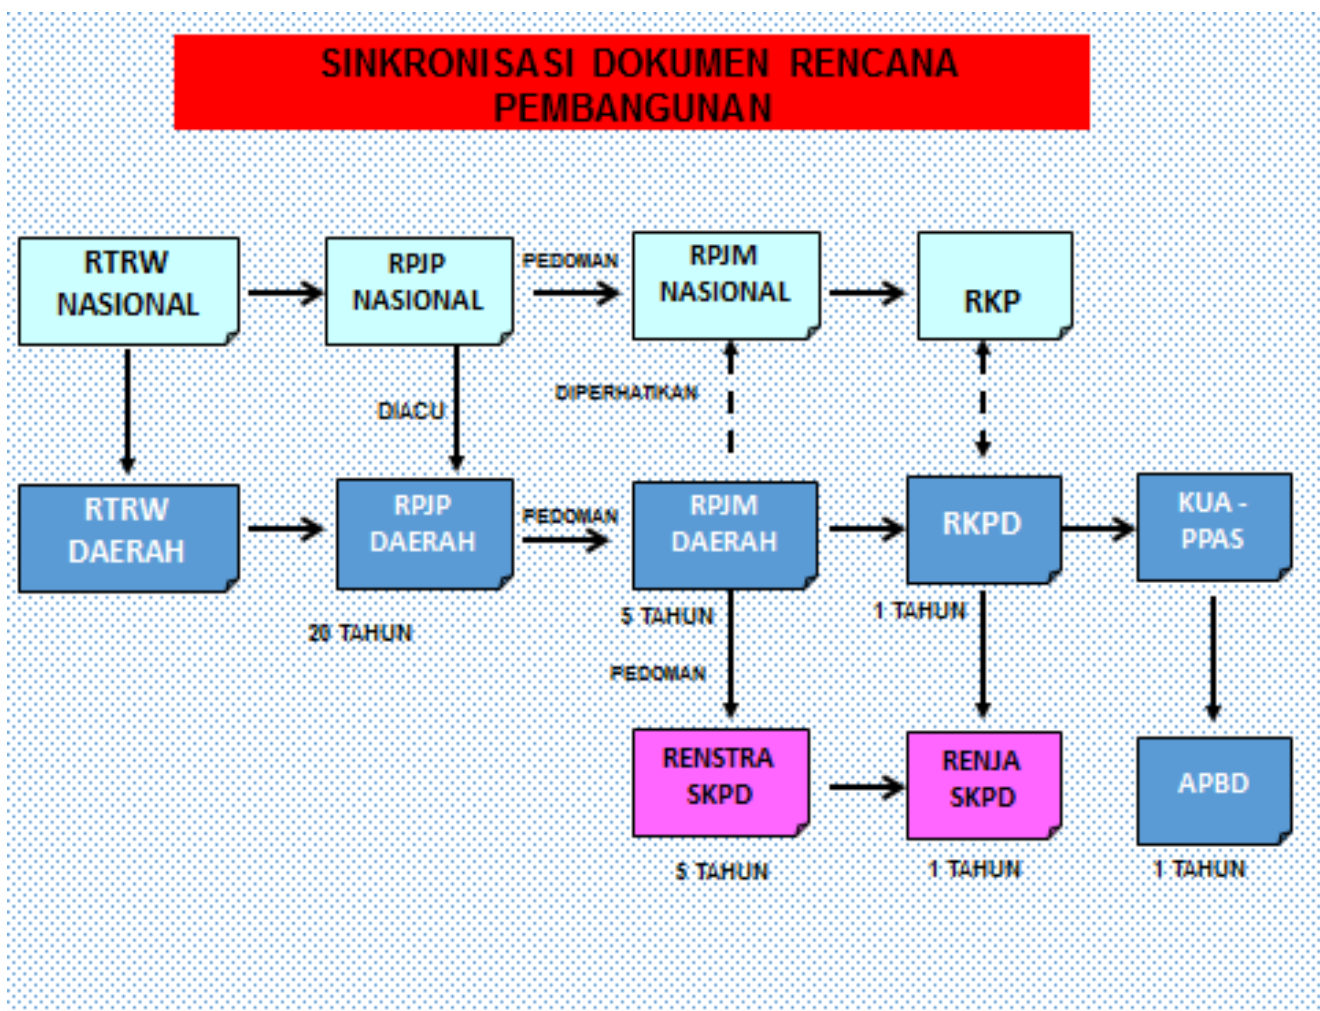 SINKRONISASI DOKUMEN RENCANA
PEMBANGUNAN
RTRW
NASIONAL
RPJP
NASIONAL
PEDOMAN
RPJM
NASIONAL
RKP
DIACU
DIPERHATIKAN
RTRW
DAERAH
RPJP
DAERAH
PEDOMAN
RPJM
DAERAH
RKPD
KUA -
PPAS
20 TAHUN
5 TAHUN
1 TAHUN
PEDOMAN
RENSTRA
SKPD
RENJA
SKPD
APBD
5 TAHUN
1 TAHUN
1 TAHUN